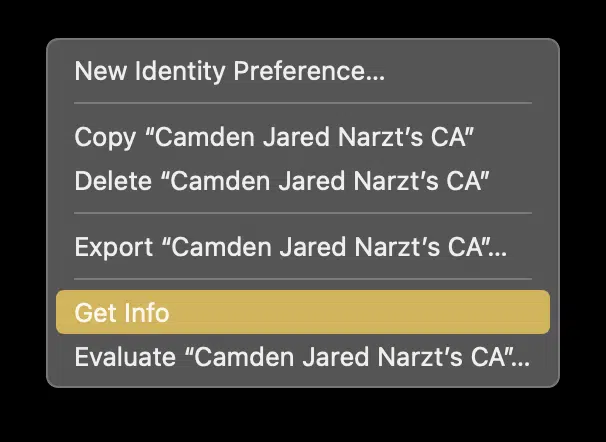 New Identity Preference...
Copy “Camden Jared Narzt’s CA”
Delete “Camden Jared Narzt’s CA”
Export “Camden Jared Narzt’s CA”...
Get Info
Evaluate “Camden Jared Narzt’s CA”...